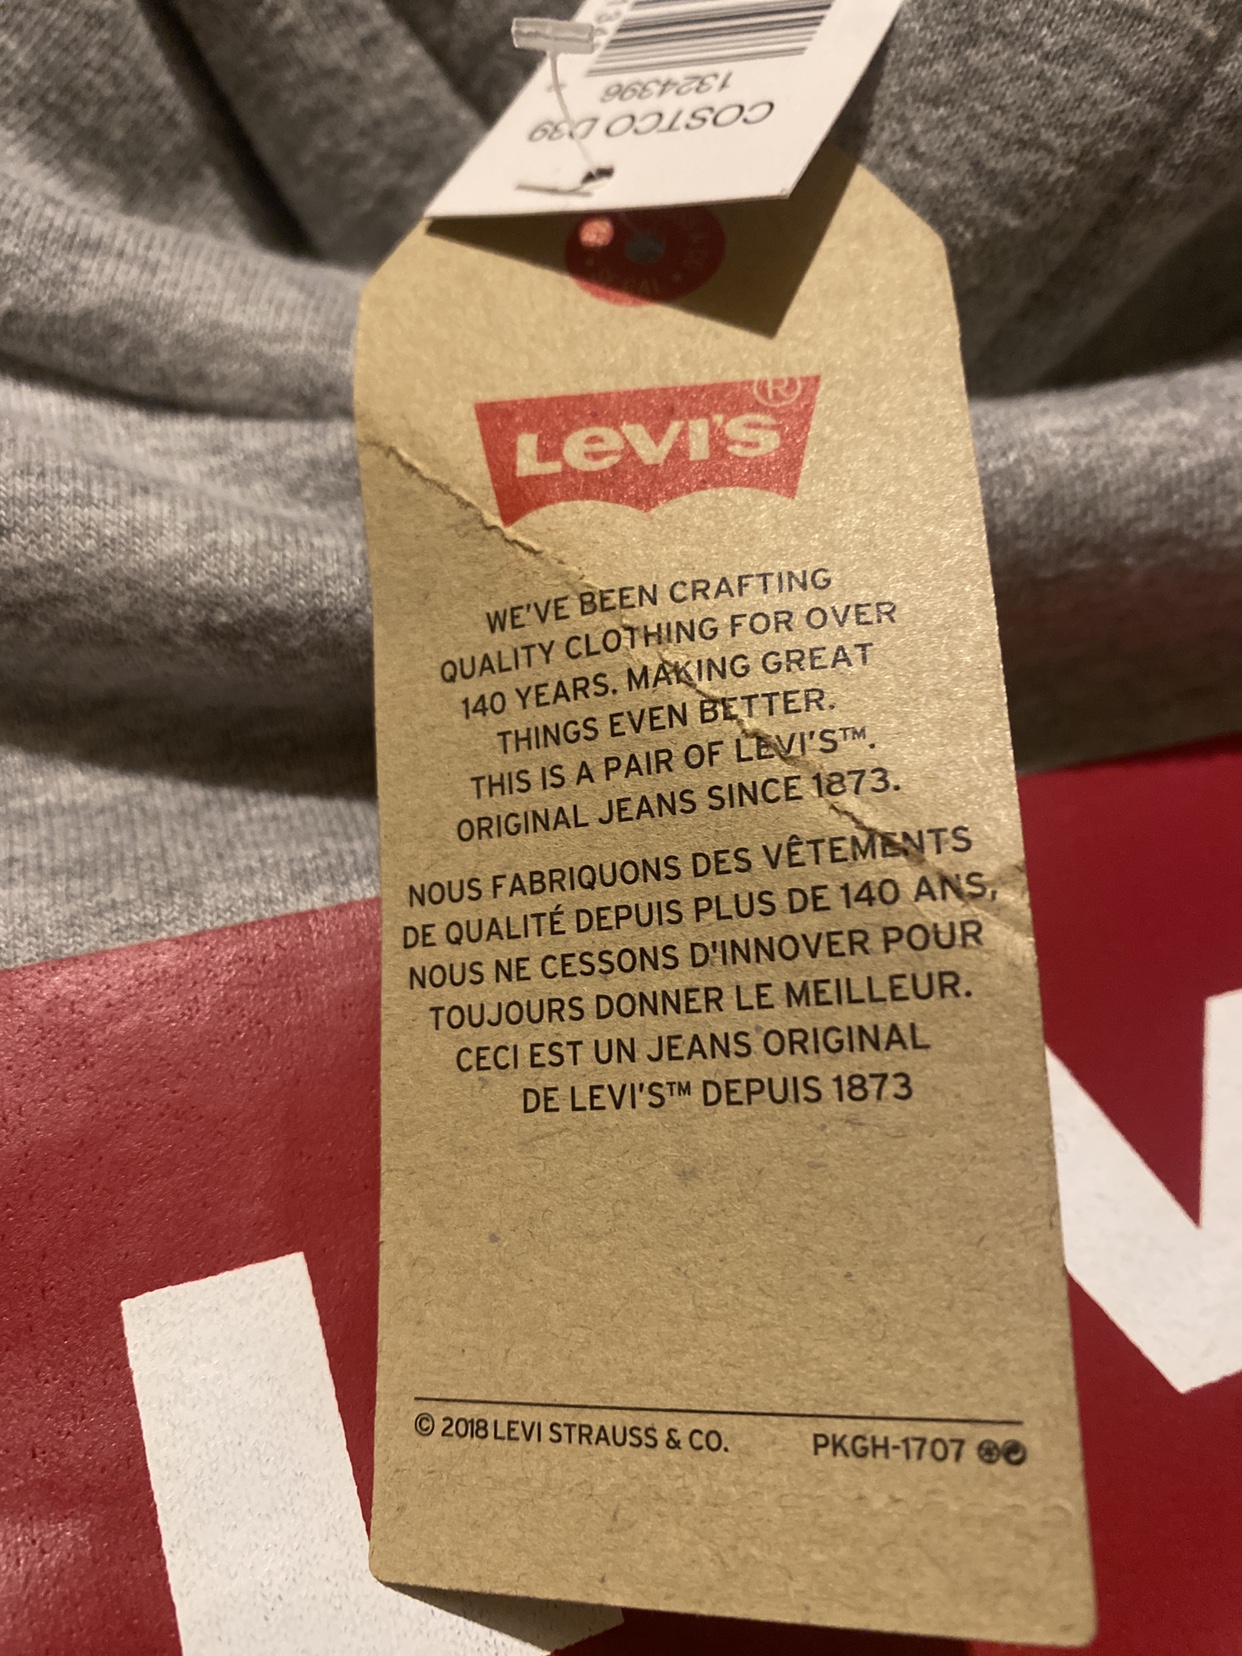 1324396
COSTCO D39
LEVI'S®
WE'VE BEEN CRAFTING
QUALITY CLOTHING FOR OVER
140 YEARS. MAKING GREAT
THINGS EVEN BETTER.
THIS IS A PAIR OF LEVI'S™.
ORIGINAL JEANS SINCE 1873.
NOUS FABRIQUONS DES VÊTEMENTS
DE QUALITÉ DEPUIS PLUS DE 140 ANS,
NOUS NE CESSONS D'INNOVER POUR
TOUJOURS DONNER LE MEILLEUR.
CECI EST UN JEANS ORIGINAL
DE LEVI'S™ DEPUIS 1873
© 2018 LEVI STRAUSS & CO. PKGH-1707